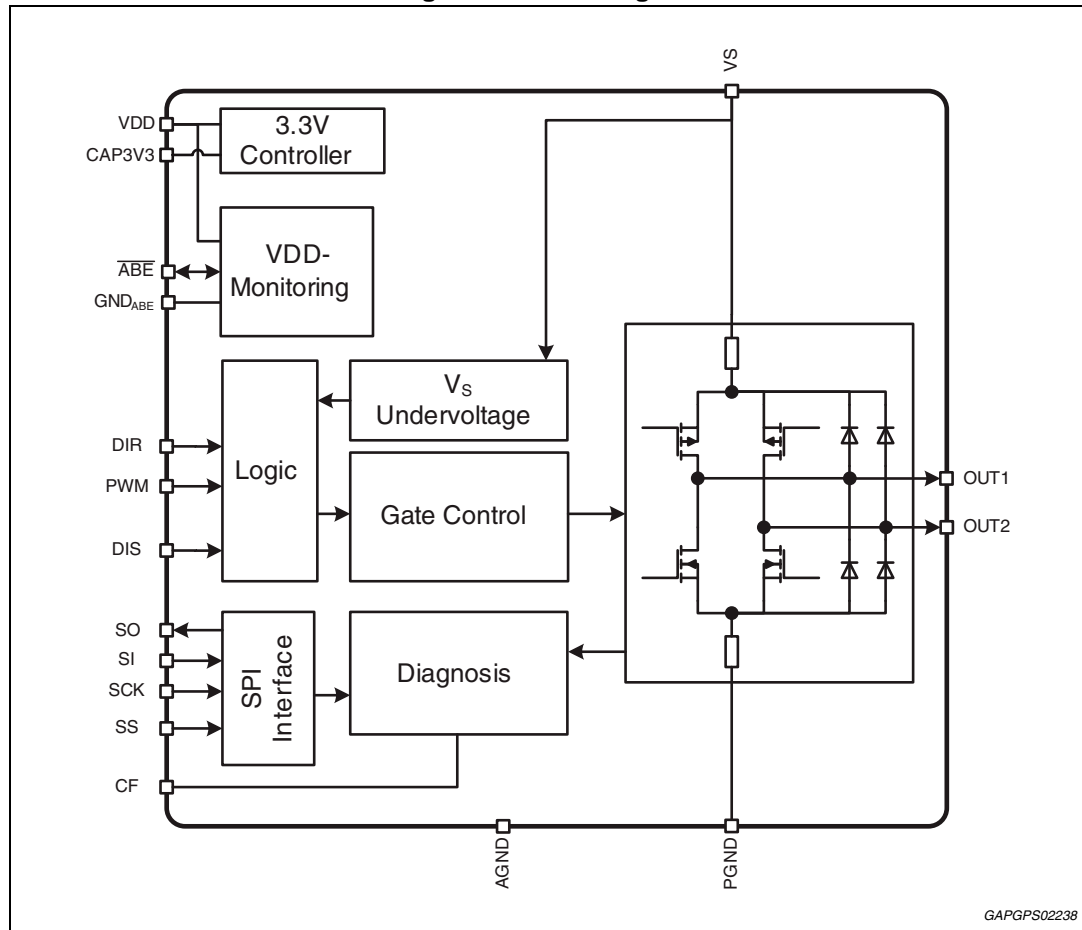 VS
VDD
CAP3V3
3.3V
Controller
ABE
GNDABE
VDD-
Monitoring
VS
Undervoltage
DIR
PWM
DIS
Logic
Gate Control
OUT1
OUT2
SO
SI
SCK
SS
CF
SPI
Interface
Diagnosis
AGND
PGND
GAPGPS02238